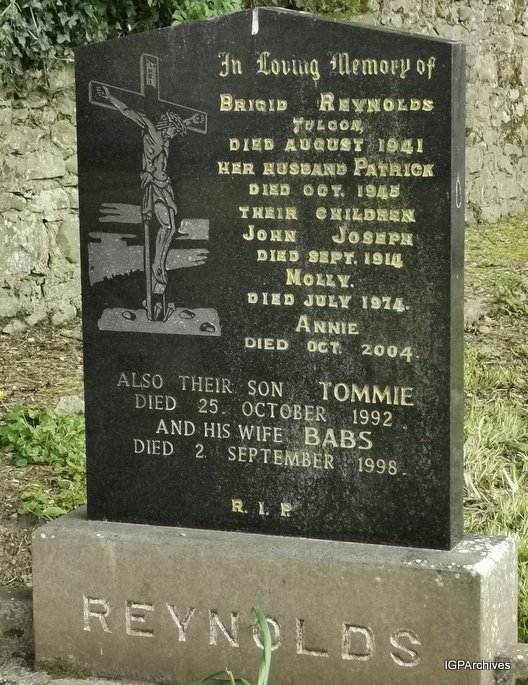 In Loving Memory of
BRIGID REYNOLDS
TULCON,
DIED AUGUST 1941
HER HUSBAND PATRICK
DIED OCT. 1945
THEIR CHILDREN
JOHN JOSEPH
DIED SEPT. 1914
MOLLY.
DIED JULY 1974.
ANNIE
DIED OCT. 2004.
ALSO THEIR SON TOMMIE
DIED 25. OCTOBER 1992.
AND HIS WIFE BABS
DIED 2. SEPTEMBER 1998.
R. I. P.
REYNOLDS
IGPArchives